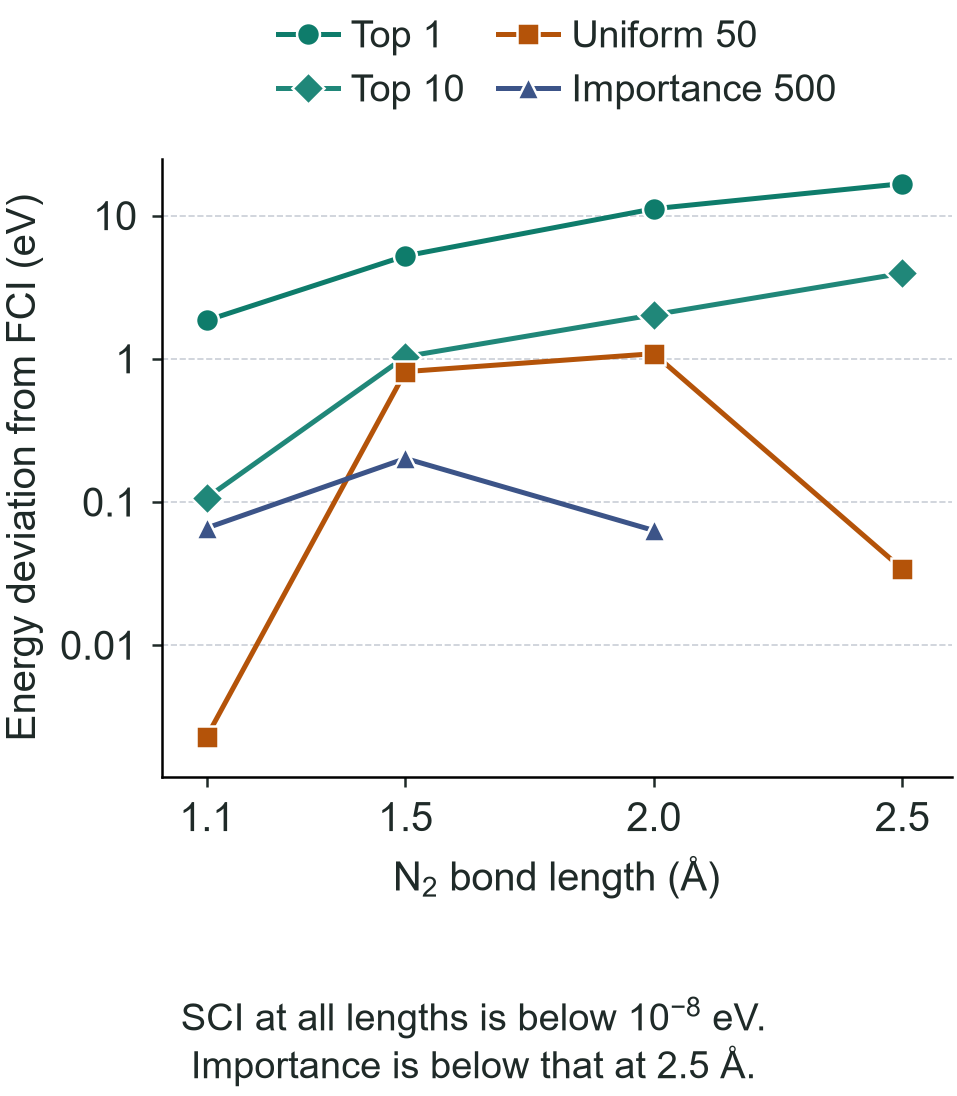 Top 1
Uniform 50
Top 10
Importance 500
Energy deviation from FCI (eV)
10
1
0.1
0.01
1.1
1.5
2.0
2.5
N₂ bond length (Å)
SCI at all lengths is below 10⁻⁸ eV.
Importance is below that at 2.5 Å.